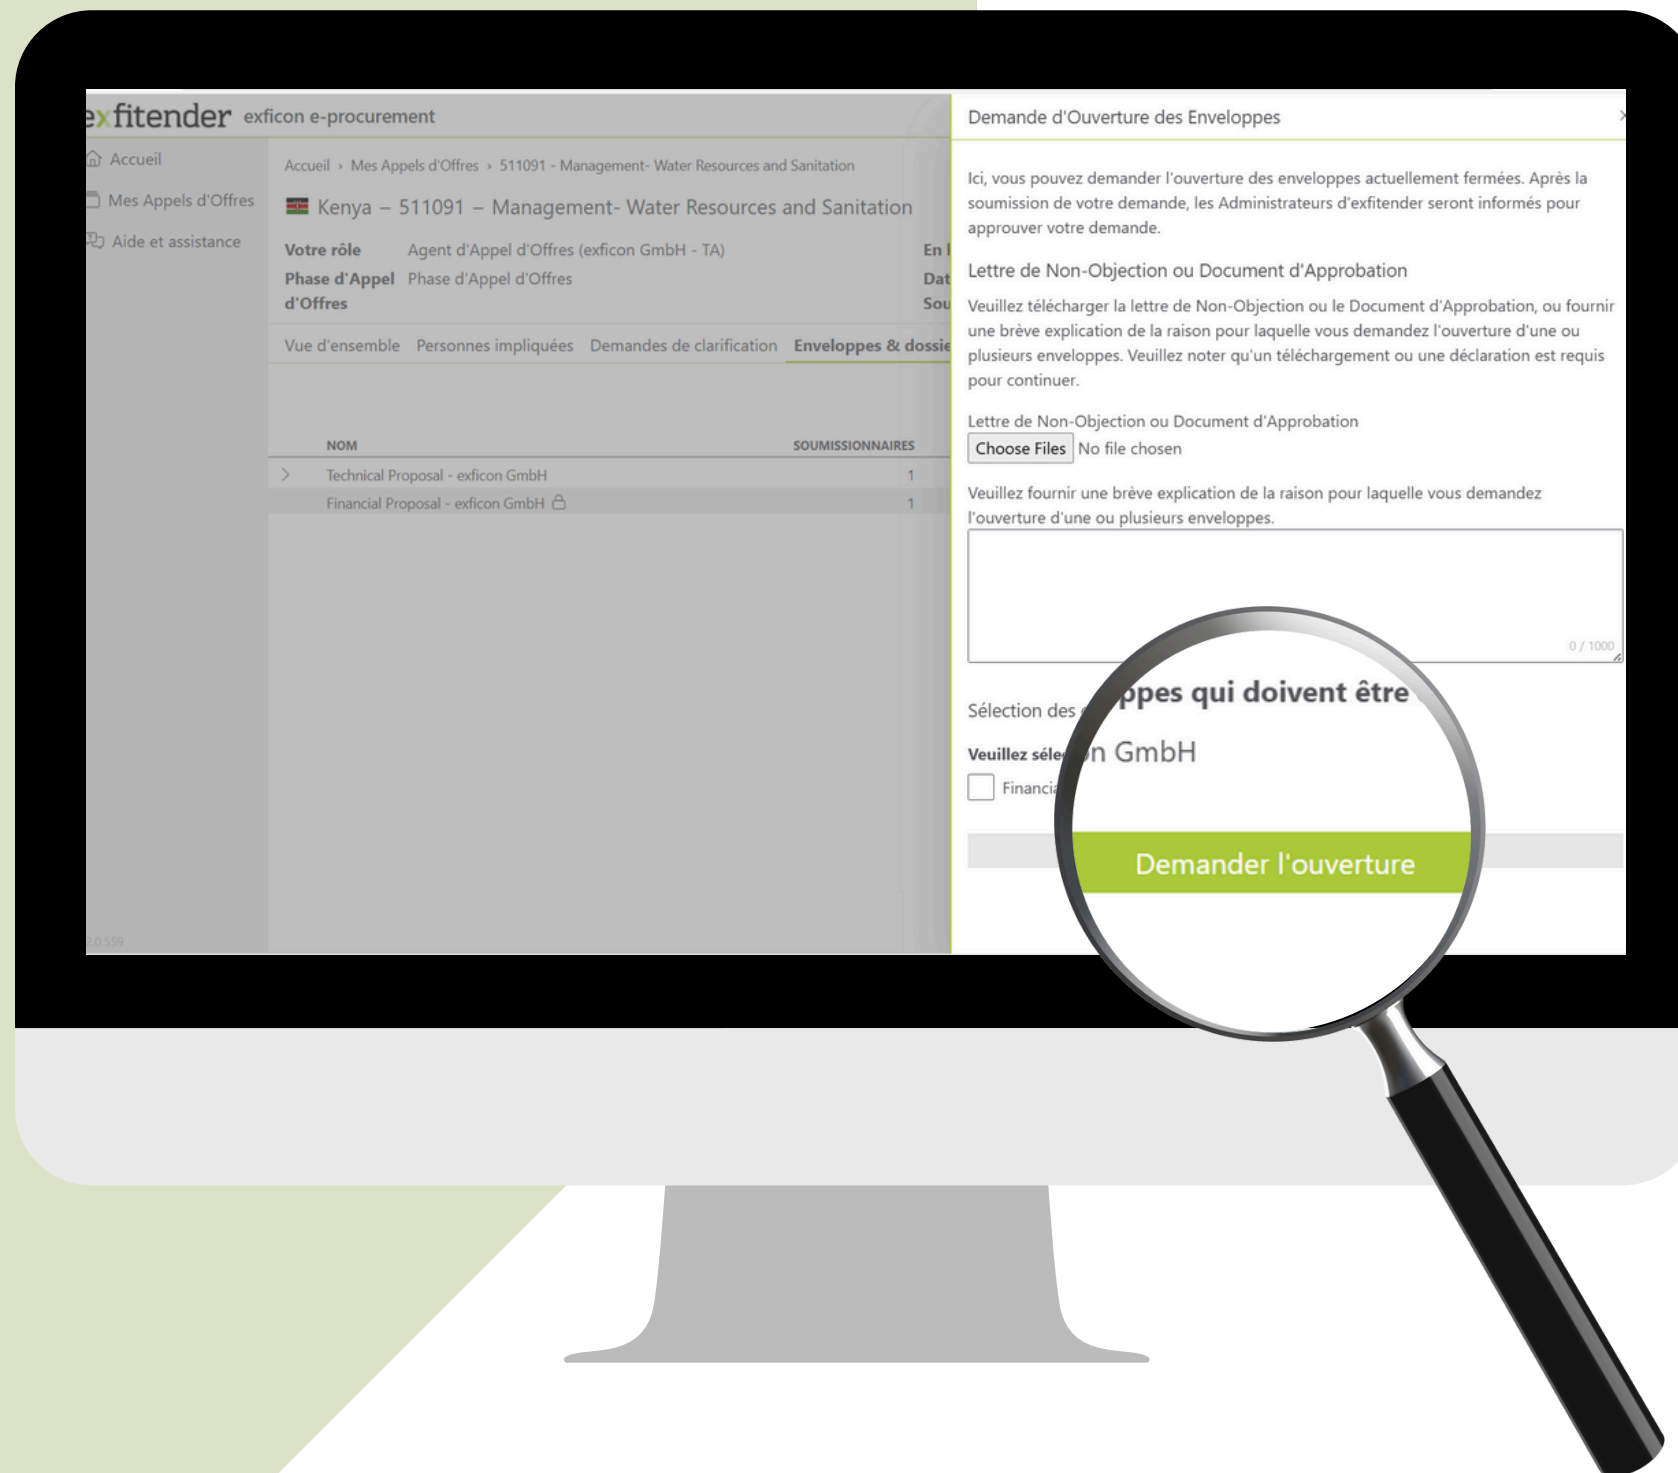 exfitender exficon e-procurement
Accueil
Mes Appels d'Offres
Aide et assistance
2.0.559
Accueil › Mes Appels d'Offres › 511091 - Management- Water Resources and Sanitation
Kenya – 511091 – Management- Water Resources and Sanitation
Votre rôle Agent d'Appel d'Offres (exficon GmbH - TA) En
Phase d'Appel Phase d'Appel d'Offres Dat
d'Offres Sou
Vue d'ensemble Personnes impliquées Demandes de clarification Enveloppes & dossie
NOM SOUMISSIONNAIRES
> Technical Proposal - exficon GmbH 1
Financial Proposal - exficon GmbH 1
Demande d'Ouverture des Enveloppes
Ici, vous pouvez demander l'ouverture des enveloppes actuellement fermées. Après la
soumission de votre demande, les Administrateurs d'exfitender seront informés pour
approuver votre demande.
Lettre de Non-Objection ou Document d'Approbation
Veuillez télécharger la lettre de Non-Objection ou le Document d'Approbation, ou fournir
une brève explication de la raison pour laquelle vous demandez l'ouverture d'une ou
plusieurs enveloppes. Veuillez noter qu'un téléchargement ou une déclaration est requis
pour continuer.
Lettre de Non-Objection ou Document d'Approbation
Choose Files No file chosen
Veuillez fournir une brève explication de la raison pour laquelle vous demandez
l'ouverture d'une ou plusieurs enveloppes.
0 / 1000
Sélection des
ppes qui doivent être
Veuillez séle
on GmbH
Financia
Demander l'ouverture